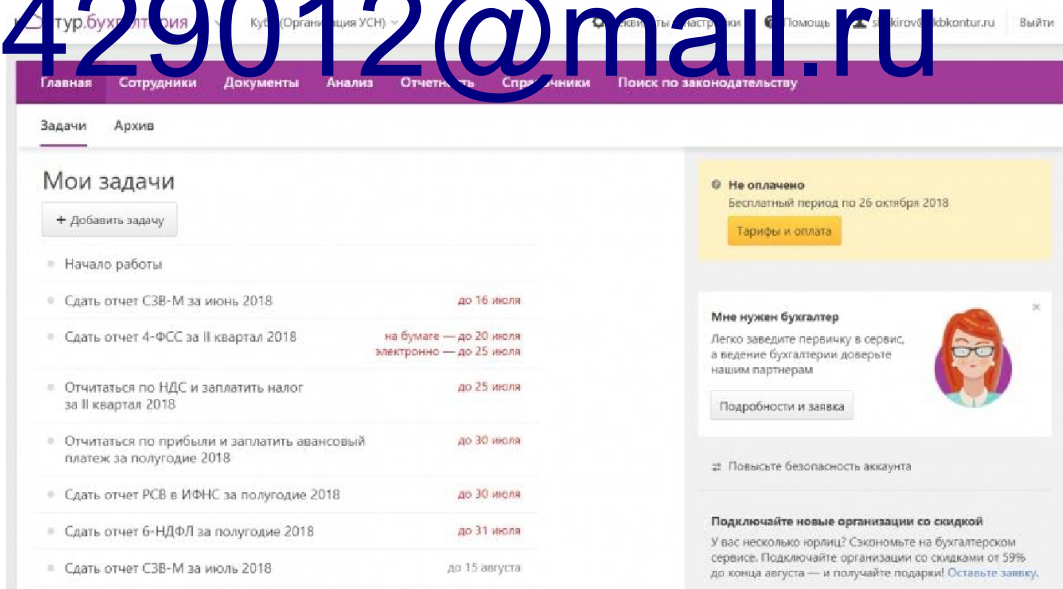 429012@mail.ru
Помощь
Выйти
Главная Сотрудники Документы Анализ Отчетность Справочники Поиск по законодательству
Задачи Архив
Мои задачи
+ Добавить задачу
Начало работы
Сдать отчет СЗВ-М за июнь 2018 до 16 июля
Сдать отчет 4-ФСС за II квартал 2018 на бумаге — до 20 июля
электронно — до 25 июля
Отчитаться по НДС и заплатить налог до 25 июля
за II квартал 2018
Отчитаться по прибыли и заплатить авансовый до 30 июля
платеж за полугодие 2018
Сдать отчет РСВ в ИФНС за полугодие 2018 до 30 июля
Сдать отчет 6-НДФЛ за полугодие 2018 до 31 июля
Сдать отчет СЗВ-М за июль 2018 до 15 августа
Не оплачено
Бесплатный период по 26 октября 2018
Тарифы и оплата
Мне нужен бухгалтер
Легко заведите первичку в сервис,
а ведение бухгалтерии доверьте
нашим партнерам
Подробности и заявка
Повысьте безопасность аккаунта
Подключайте новые организации со скидкой
У вас несколько юрлиц? Сэкономьте на бухгалтерском
сервисе. Подключайте организации со скидками от 59%
до конца августа — и получайте подарки! Оставьте заявку.